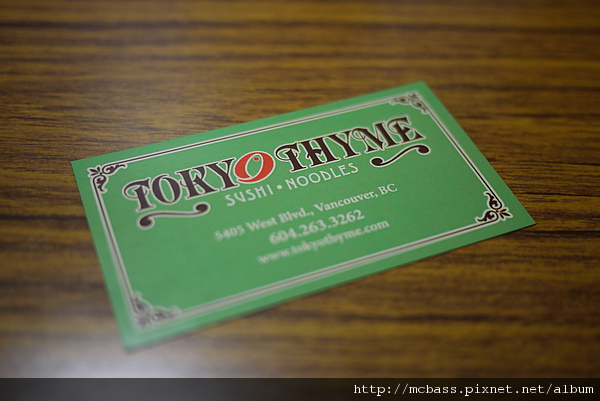 TOKYO THYME
SUSHI • NOODLES
5405 West Blvd., Vancouver, BC
604.263.3262
www.tokyothyme.com
http://mcbass.pixnet.net/album